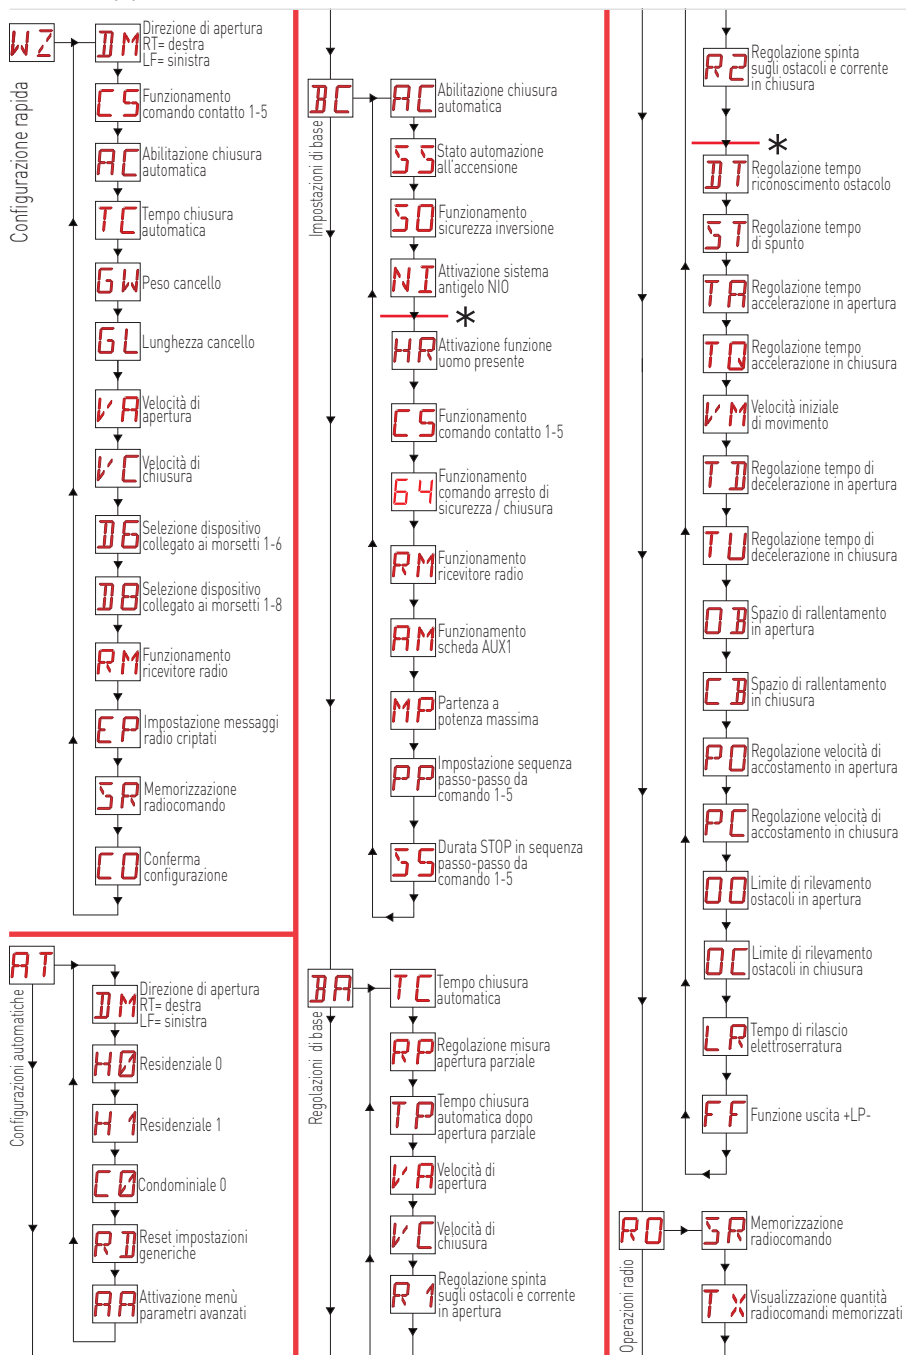 WZ
Configurazione rapida
DM
Direzione di apertura
RT= destra
LF= sinistra
CS
Funzionamento
comando contatto 1-5
AC
Abilitazione chiusura
automatica
TC
Tempo chiusura
automatica
GW
Peso cancello
GL
Lunghezza cancello
VA
Velocità di
apertura
VC
Velocità di
chiusura
D6
Selezione dispositivo
collegato ai morsetti 1-6
D8
Selezione dispositivo
collegato ai morsetti 1-8
RM
Funzionamento
ricevitore radio
EP
Impostazione messaggi
radio criptati
SR
Memorizzazione
radiocomando
CO
Conferma
configurazione
AT
Configurazioni automatiche
DM
Direzione di apertura
RT= destra
LF= sinistra
H0
Residenziale 0
H1
Residenziale 1
C0
Condominiale 0
RD
Reset impostazioni
generiche
AA
Attivazione menù
parametri avanzati
BC
Impostazioni di base
AC
Abilitazione chiusura
automatica
SS
Stato automazione
all'accensione
SO
Funzionamento
sicurezza inversione
NI
Attivazione sistema
antigelo NIO
*
HR
Attivazione funzione
uomo presente
CS
Funzionamento
comando contatto 1-5
64
Funzionamento
comando arresto di
sicurezza / chiusura
RM
Funzionamento
ricevitore radio
AM
Funzionamento
scheda AUX1
MP
Partenza a
potenza massima
PP
Impostazione sequenza
passo-passo da
comando 1-5
S5
Durata STOP in sequenza
passo-passo da
comando 1-5
BA
Regolazioni di base
TC
Tempo chiusura
automatica
RP
Regolazione misura
apertura parziale
TP
Tempo chiusura
automatica dopo
apertura parziale
VA
Velocità di
apertura
VC
Velocità di
chiusura
R1
Regolazione spinta
sugli ostacoli e corrente
in apertura
R2
Regolazione spinta
sugli ostacoli e corrente
in chiusura
*
DT
Regolazione tempo
riconoscimento ostacolo
ST
Regolazione tempo
di spunto
TA
Regolazione tempo
accelerazione in apertura
TQ
Regolazione tempo
accelerazione in chiusura
VM
Velocità iniziale
di movimento
TD
Regolazione tempo di
decelerazione in apertura
TU
Regolazione tempo di
decelerazione in chiusura
OB
Spazio di rallentamento
in apertura
CB
Spazio di rallentamento
in chiusura
PO
Regolazione velocità di
accostamento in apertura
PC
Regolazione velocità di
accostamento in chiusura
OO
Limite di rilevamento
ostacoli in apertura
OC
Limite di rilevamento
ostacoli in chiusura
LR
Tempo di rilascio
elettroserratura
FF
Funzione uscita +LP-
RO
Operazioni radio
SR
Memorizzazione
radiocomando
TX
Visualizzazione quantità
radiocomandi memorizzati